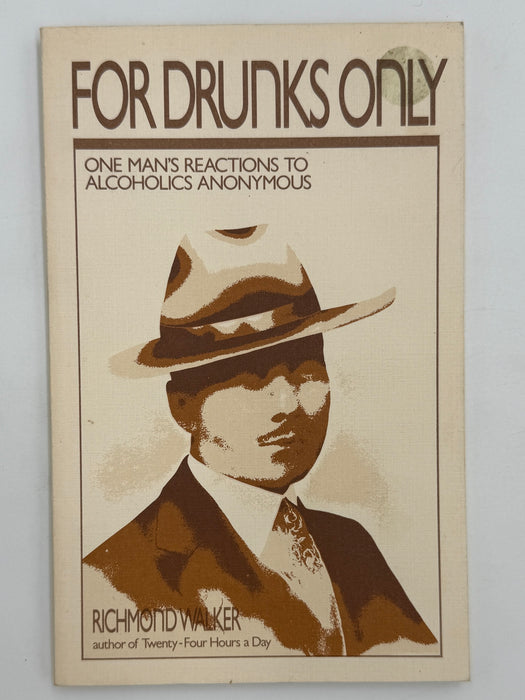 FOR DRUNKS ONLY
ONE MAN'S REACTIONS TO
ALCOHOLICS ANONYMOUS
RICHMOND WALKER
author of Twenty-Four Hours a Day